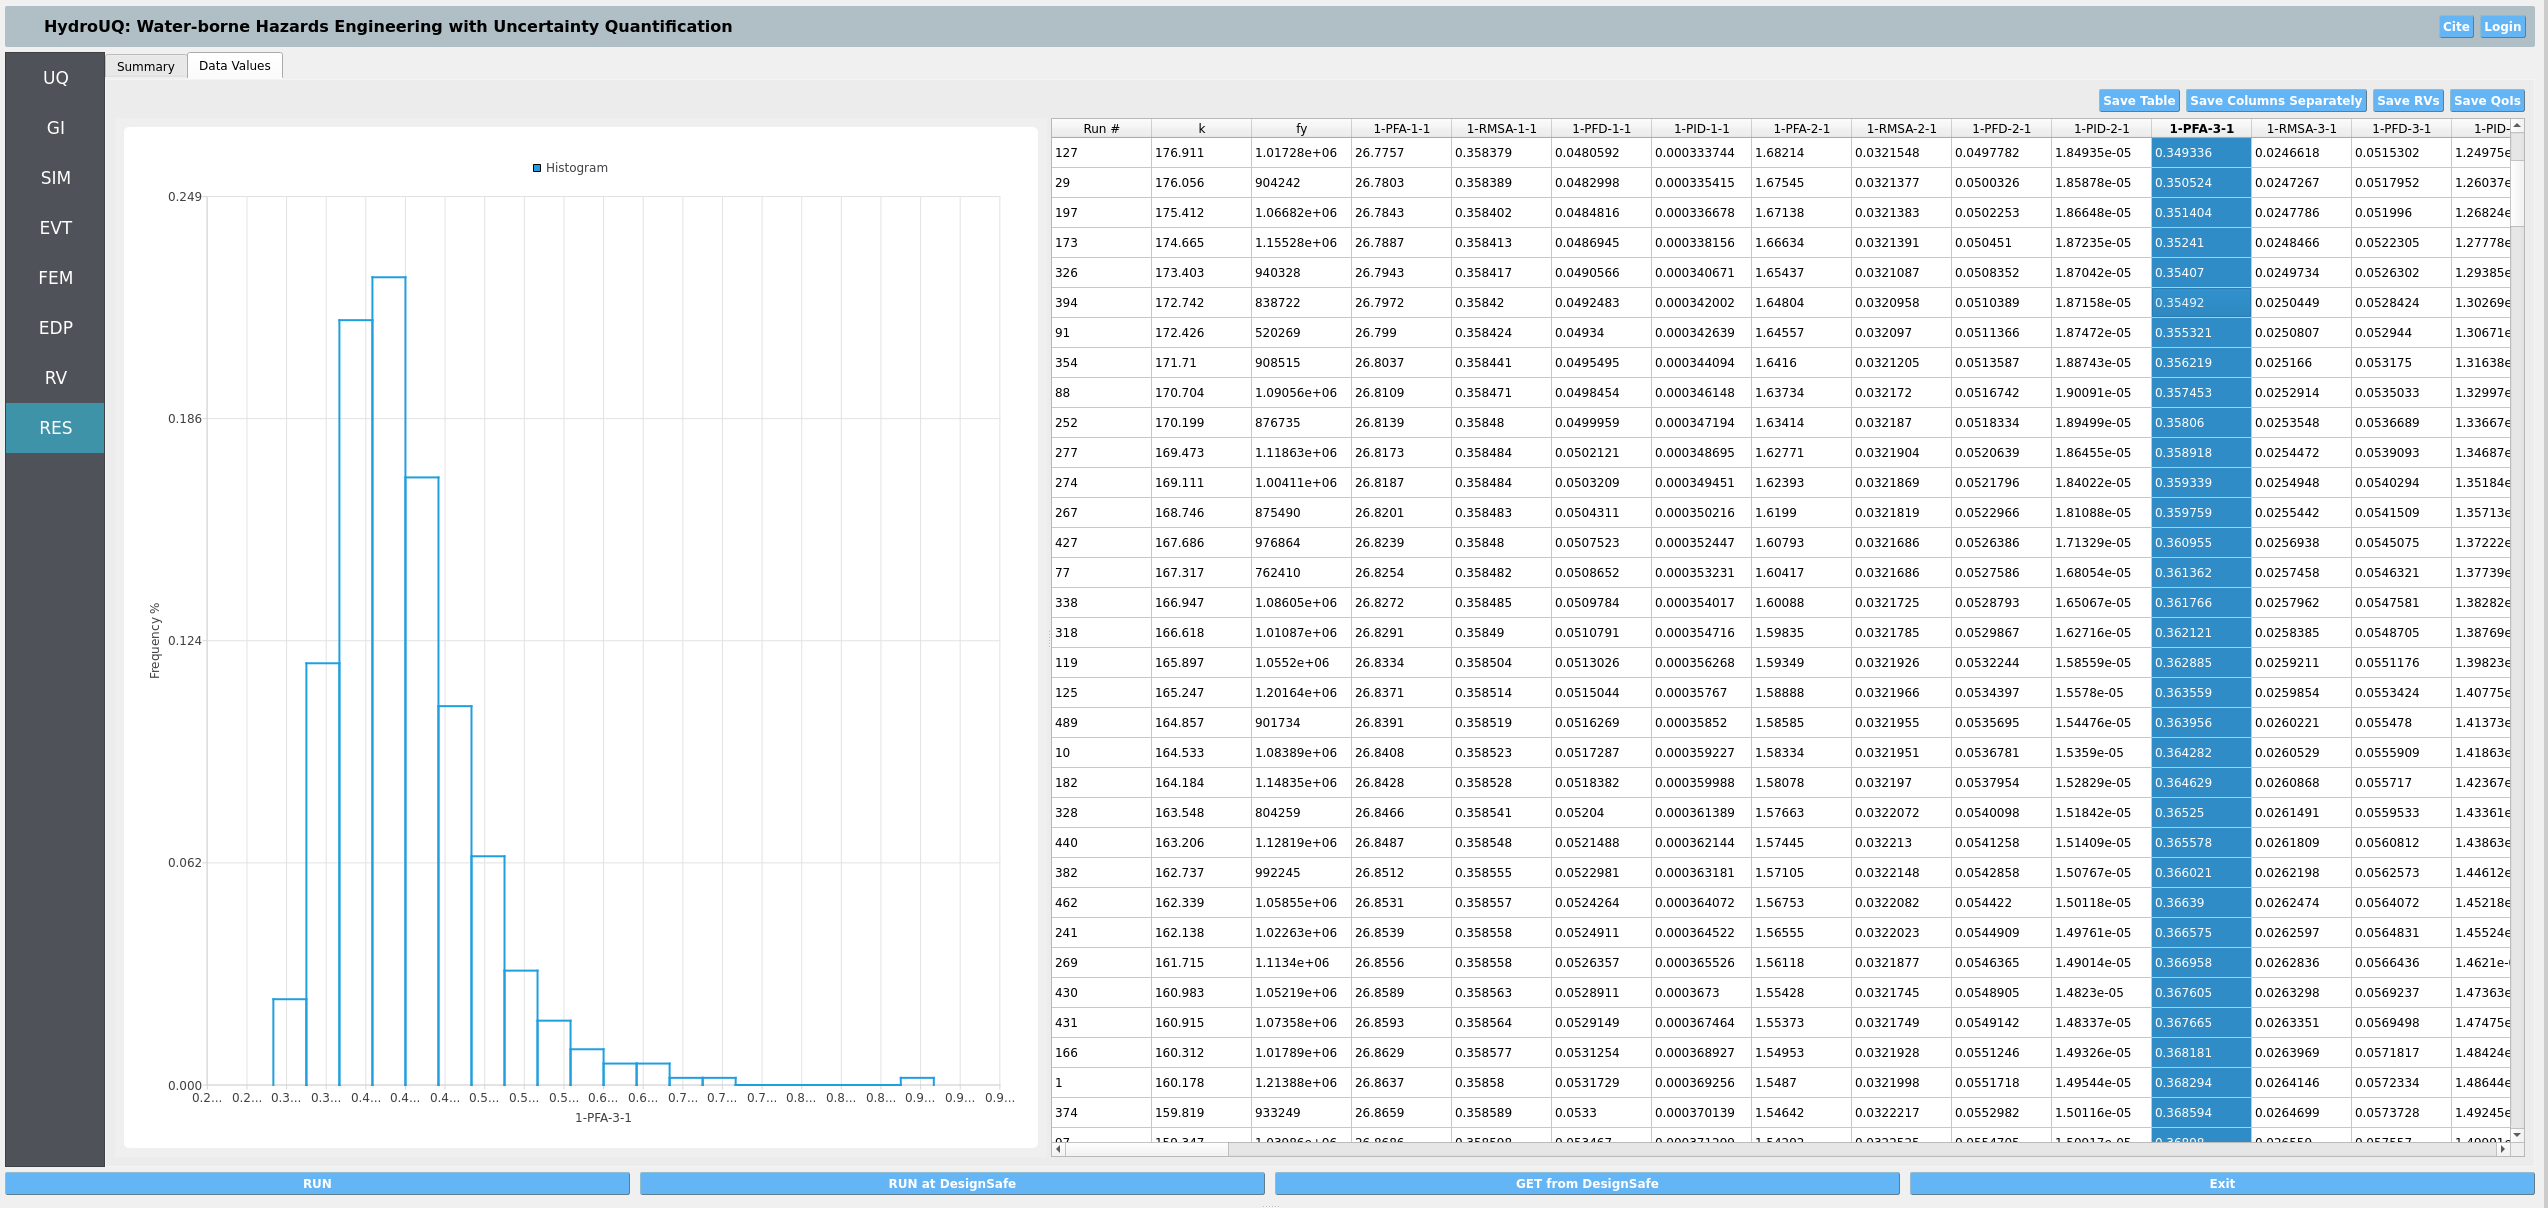 HydroUQ: Water-borne Hazards Engineering with Uncertainty Quantification
Cite Login
UQ
GI
SIM
EVT
FEM
EDP
RV
RES
Summary Data Values
Save Table Save Columns Separately Save RVs Save QoIs
Histogram
0.249
0.186
0.124
0.062
0.000
Frequency %
0.2... 0.2... 0.3... 0.3... 0.4... 0.4... 0.4... 0.5... 0.5... 0.5... 0.6... 0.6... 0.7... 0.7... 0.7... 0.8... 0.8... 0.8... 0.9... 0.9... 0.9...
1-PFA-3-1
Run # k fy 1-PFA-1-1 1-RMSA-1-1 1-PFD-1-1 1-PID-1-1 1-PFA-2-1 1-RMSA-2-1 1-PFD-2-1 1-PID-2-1 1-PFA-3-1 1-RMSA-3-1 1-PFD-3-1 1-PID-
127 176.911 1.01728e+06 26.7757 0.358379 0.0480592 0.000333744 1.68214 0.0321548 0.0497782 1.84935e-05 0.349336 0.0246618 0.0515302 1.24975e
29 176.056 904242 26.7803 0.358389 0.0482998 0.000335415 1.67545 0.0321377 0.0500326 1.85878e-05 0.350524 0.0247267 0.0517952 1.26037e
197 175.412 1.06682e+06 26.7843 0.358402 0.0484816 0.000336678 1.67138 0.0321383 0.0502253 1.86648e-05 0.351404 0.0247786 0.051996 1.26824e
173 174.665 1.15528e+06 26.7887 0.358413 0.0486945 0.000338156 1.66634 0.0321391 0.050451 1.87235e-05 0.35241 0.0248466 0.0522305 1.27778e
326 173.403 940328 26.7943 0.358417 0.0490566 0.000340671 1.65437 0.0321087 0.0508352 1.87042e-05 0.35407 0.0249734 0.0526302 1.29385e
394 172.742 838722 26.7972 0.35842 0.0492483 0.000342002 1.64804 0.0320958 0.0510389 1.87158e-05 0.35492 0.0250449 0.0528424 1.30269e
91 172.426 520269 26.799 0.358424 0.04934 0.000342639 1.64557 0.032097 0.0511366 1.87472e-05 0.355321 0.0250807 0.052944 1.30671e
354 171.71 908515 26.8037 0.358441 0.0495495 0.000344094 1.6416 0.0321205 0.0513587 1.88743e-05 0.356219 0.025166 0.053175 1.31638e
88 170.704 1.09056e+06 26.8109 0.358471 0.0498454 0.000346148 1.63734 0.032172 0.0516742 1.90091e-05 0.357453 0.0252914 0.0535033 1.32997e
252 170.199 876735 26.8139 0.35848 0.0499959 0.000347194 1.63414 0.032187 0.0518334 1.89499e-05 0.35806 0.0253548 0.0536689 1.33667e
277 169.473 1.11863e+06 26.8173 0.358484 0.0502121 0.000348695 1.62771 0.0321904 0.0520639 1.86455e-05 0.358918 0.0254472 0.0539093 1.34687e
274 169.111 1.00411e+06 26.8187 0.358484 0.0503209 0.000349451 1.62393 0.0321869 0.0521796 1.84022e-05 0.359339 0.0254948 0.0540294 1.35184e
267 168.746 875490 26.8201 0.358483 0.0504311 0.000350216 1.6199 0.0321819 0.0522966 1.81088e-05 0.359759 0.0255442 0.0541509 1.35713e
427 167.686 976864 26.8239 0.35848 0.0507523 0.000352447 1.60793 0.0321686 0.0526386 1.71329e-05 0.360955 0.0256938 0.0545075 1.37222e
77 167.317 762410 26.8254 0.358482 0.0508652 0.000353231 1.60417 0.0321686 0.0527586 1.68054e-05 0.361362 0.0257458 0.0546321 1.37739e
338 166.947 1.08605e+06 26.8272 0.358485 0.0509784 0.000354017 1.60088 0.0321725 0.0528793 1.65067e-05 0.361766 0.0257962 0.0547581 1.38282e
318 166.618 1.01087e+06 26.8291 0.35849 0.0510791 0.000354716 1.59835 0.0321785 0.0529867 1.62716e-05 0.362121 0.0258385 0.0548705 1.38769e
119 165.897 1.0552e+06 26.8334 0.358504 0.0513026 0.000356268 1.59349 0.0321926 0.0532244 1.58559e-05 0.362885 0.0259211 0.0551176 1.39823e
125 165.247 1.20164e+06 26.8371 0.358514 0.0515044 0.00035767 1.58888 0.0321966 0.0534397 1.5578e-05 0.363559 0.0259854 0.0553424 1.40775e
489 164.857 901734 26.8391 0.358519 0.0516269 0.00035852 1.58585 0.0321955 0.0535695 1.54476e-05 0.363956 0.0260221 0.055478 1.41373e
10 164.533 1.08389e+06 26.8408 0.358523 0.0517287 0.000359227 1.58334 0.0321951 0.0536781 1.5359e-05 0.364282 0.0260529 0.0555909 1.41863e
182 164.184 1.14835e+06 26.8428 0.358528 0.0518382 0.000359988 1.58078 0.032197 0.0537954 1.52829e-05 0.364629 0.0260868 0.055717 1.42367e
328 163.548 804259 26.8466 0.358541 0.05204 0.000361389 1.57663 0.0322072 0.0540098 1.51842e-05 0.36525 0.0261491 0.0559533 1.43361e
440 163.206 1.12819e+06 26.8487 0.358548 0.0521488 0.000362144 1.57445 0.032213 0.0541258 1.51409e-05 0.365578 0.0261809 0.0560812 1.43863e
382 162.737 992245 26.8512 0.358555 0.0522981 0.000363181 1.57105 0.0322148 0.0542858 1.50767e-05 0.366021 0.0262198 0.0562573 1.44612e
462 162.339 1.05855e+06 26.8531 0.358557 0.0524264 0.000364072 1.56753 0.0322082 0.054422 1.50118e-05 0.36639 0.0262474 0.0564072 1.45218e
241 162.138 1.02263e+06 26.8539 0.358558 0.0524911 0.000364522 1.56555 0.0322023 0.0544909 1.49761e-05 0.366575 0.0262597 0.0564831 1.45524e
269 161.715 1.1134e+06 26.8556 0.358558 0.0526357 0.000365526 1.56118 0.0321877 0.0546365 1.49014e-05 0.366958 0.0262836 0.0566436 1.4621e-
430 160.983 1.05219e+06 26.8589 0.358563 0.0528911 0.0003673 1.55428 0.0321745 0.0548905 1.4823e-05 0.367605 0.0263298 0.0569237 1.47363e
431 160.915 1.07358e+06 26.8593 0.358564 0.0529149 0.000367464 1.55373 0.0321749 0.0549142 1.48337e-05 0.367665 0.0263351 0.0569498 1.47475e
166 160.312 1.01789e+06 26.8629 0.358577 0.0531254 0.000368927 1.54953 0.0321928 0.0551246 1.49326e-05 0.368181 0.0263969 0.0571817 1.48424e
1 160.178 1.21388e+06 26.8637 0.35858 0.0531729 0.000369256 1.5487 0.0321998 0.0551718 1.49544e-05 0.368294 0.0264146 0.0572334 1.48644e
374 159.819 933249 26.8659 0.358589 0.0533 0.000370139 1.54642 0.0322217 0.0552982 1.50116e-05 0.368594 0.0264699 0.0573728 1.49245e
RUN RUN at DesignSafe GET from DesignSafe Exit